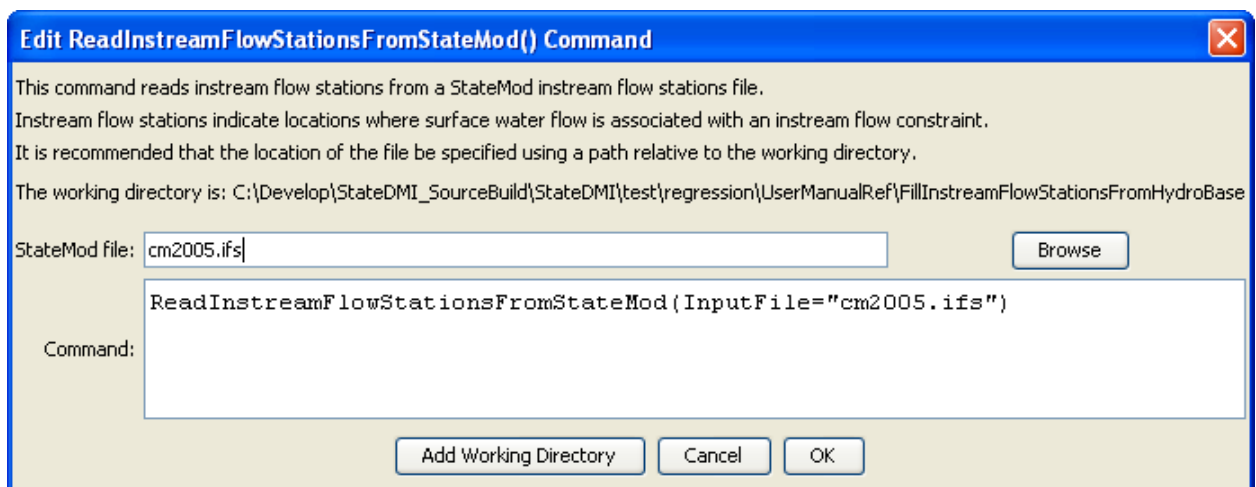 Edit ReadInstreamFlowStationsFromStateMod() Command
This command reads instream flow stations from a StateMod instream flow stations file.
Instream flow stations indicate locations where surface water flow is associated with an instream flow constraint.
It is recommended that the location of the file be specified using a path relative to the working directory.
The working directory is: C:\Develop\StateDMI_SourceBuild\StateDMI\test\regression\UserManualRef\FillInstreamFlowStationsFromHydroBase
StateMod file: cm2005.ifs Browse
Command: ReadInstreamFlowStationsFromStateMod(InputFile="cm2005.ifs")
Add Working Directory Cancel OK